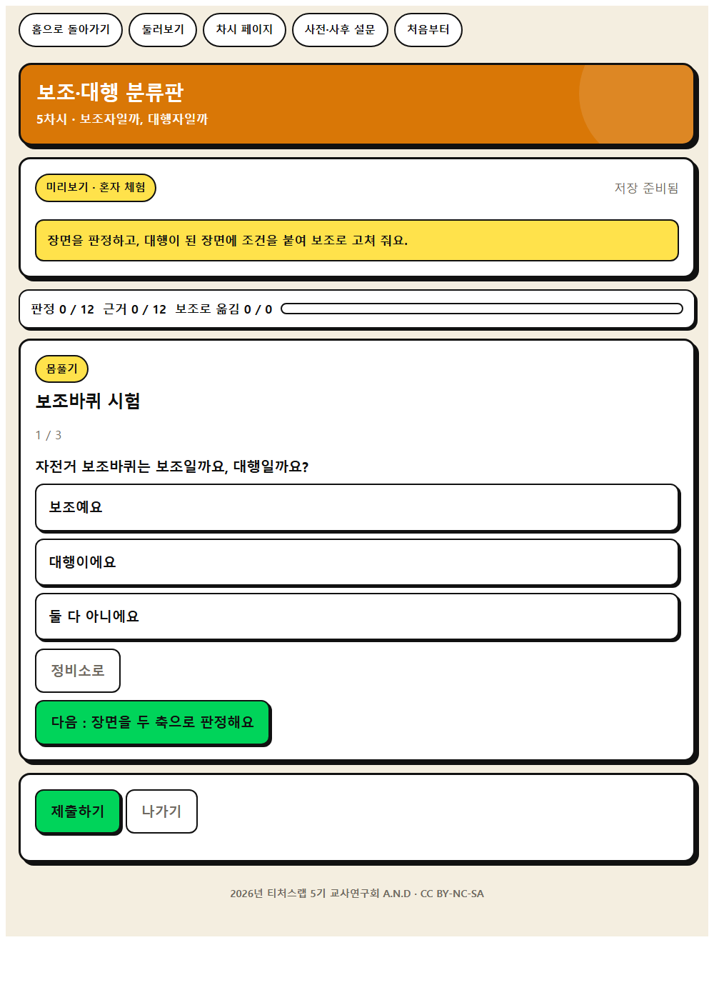 홈으로 돌아가기 둘러보기 차시 페이지 사전·사후 설문 처음부터
보조·대행 분류판
5차시 · 보조자일까, 대행자일까
미리보기 · 혼자 체험 저장 준비됨
장면을 판정하고, 대행이 된 장면에 조건을 붙여 보조로 고쳐 줘요.
판정 0 / 12 근거 0 / 12 보조로 옮김 0 / 0
몸풀기
보조바퀴 시험
1 / 3
자전거 보조바퀴는 보조일까요, 대행일까요?
보조예요
대행이에요
둘 다 아니에요
정비소로
다음 : 장면을 두 축으로 판정해요
제출하기 나가기
2026년 티처스랩 5기 교사연구회 A.N.D · CC BY-NC-SA